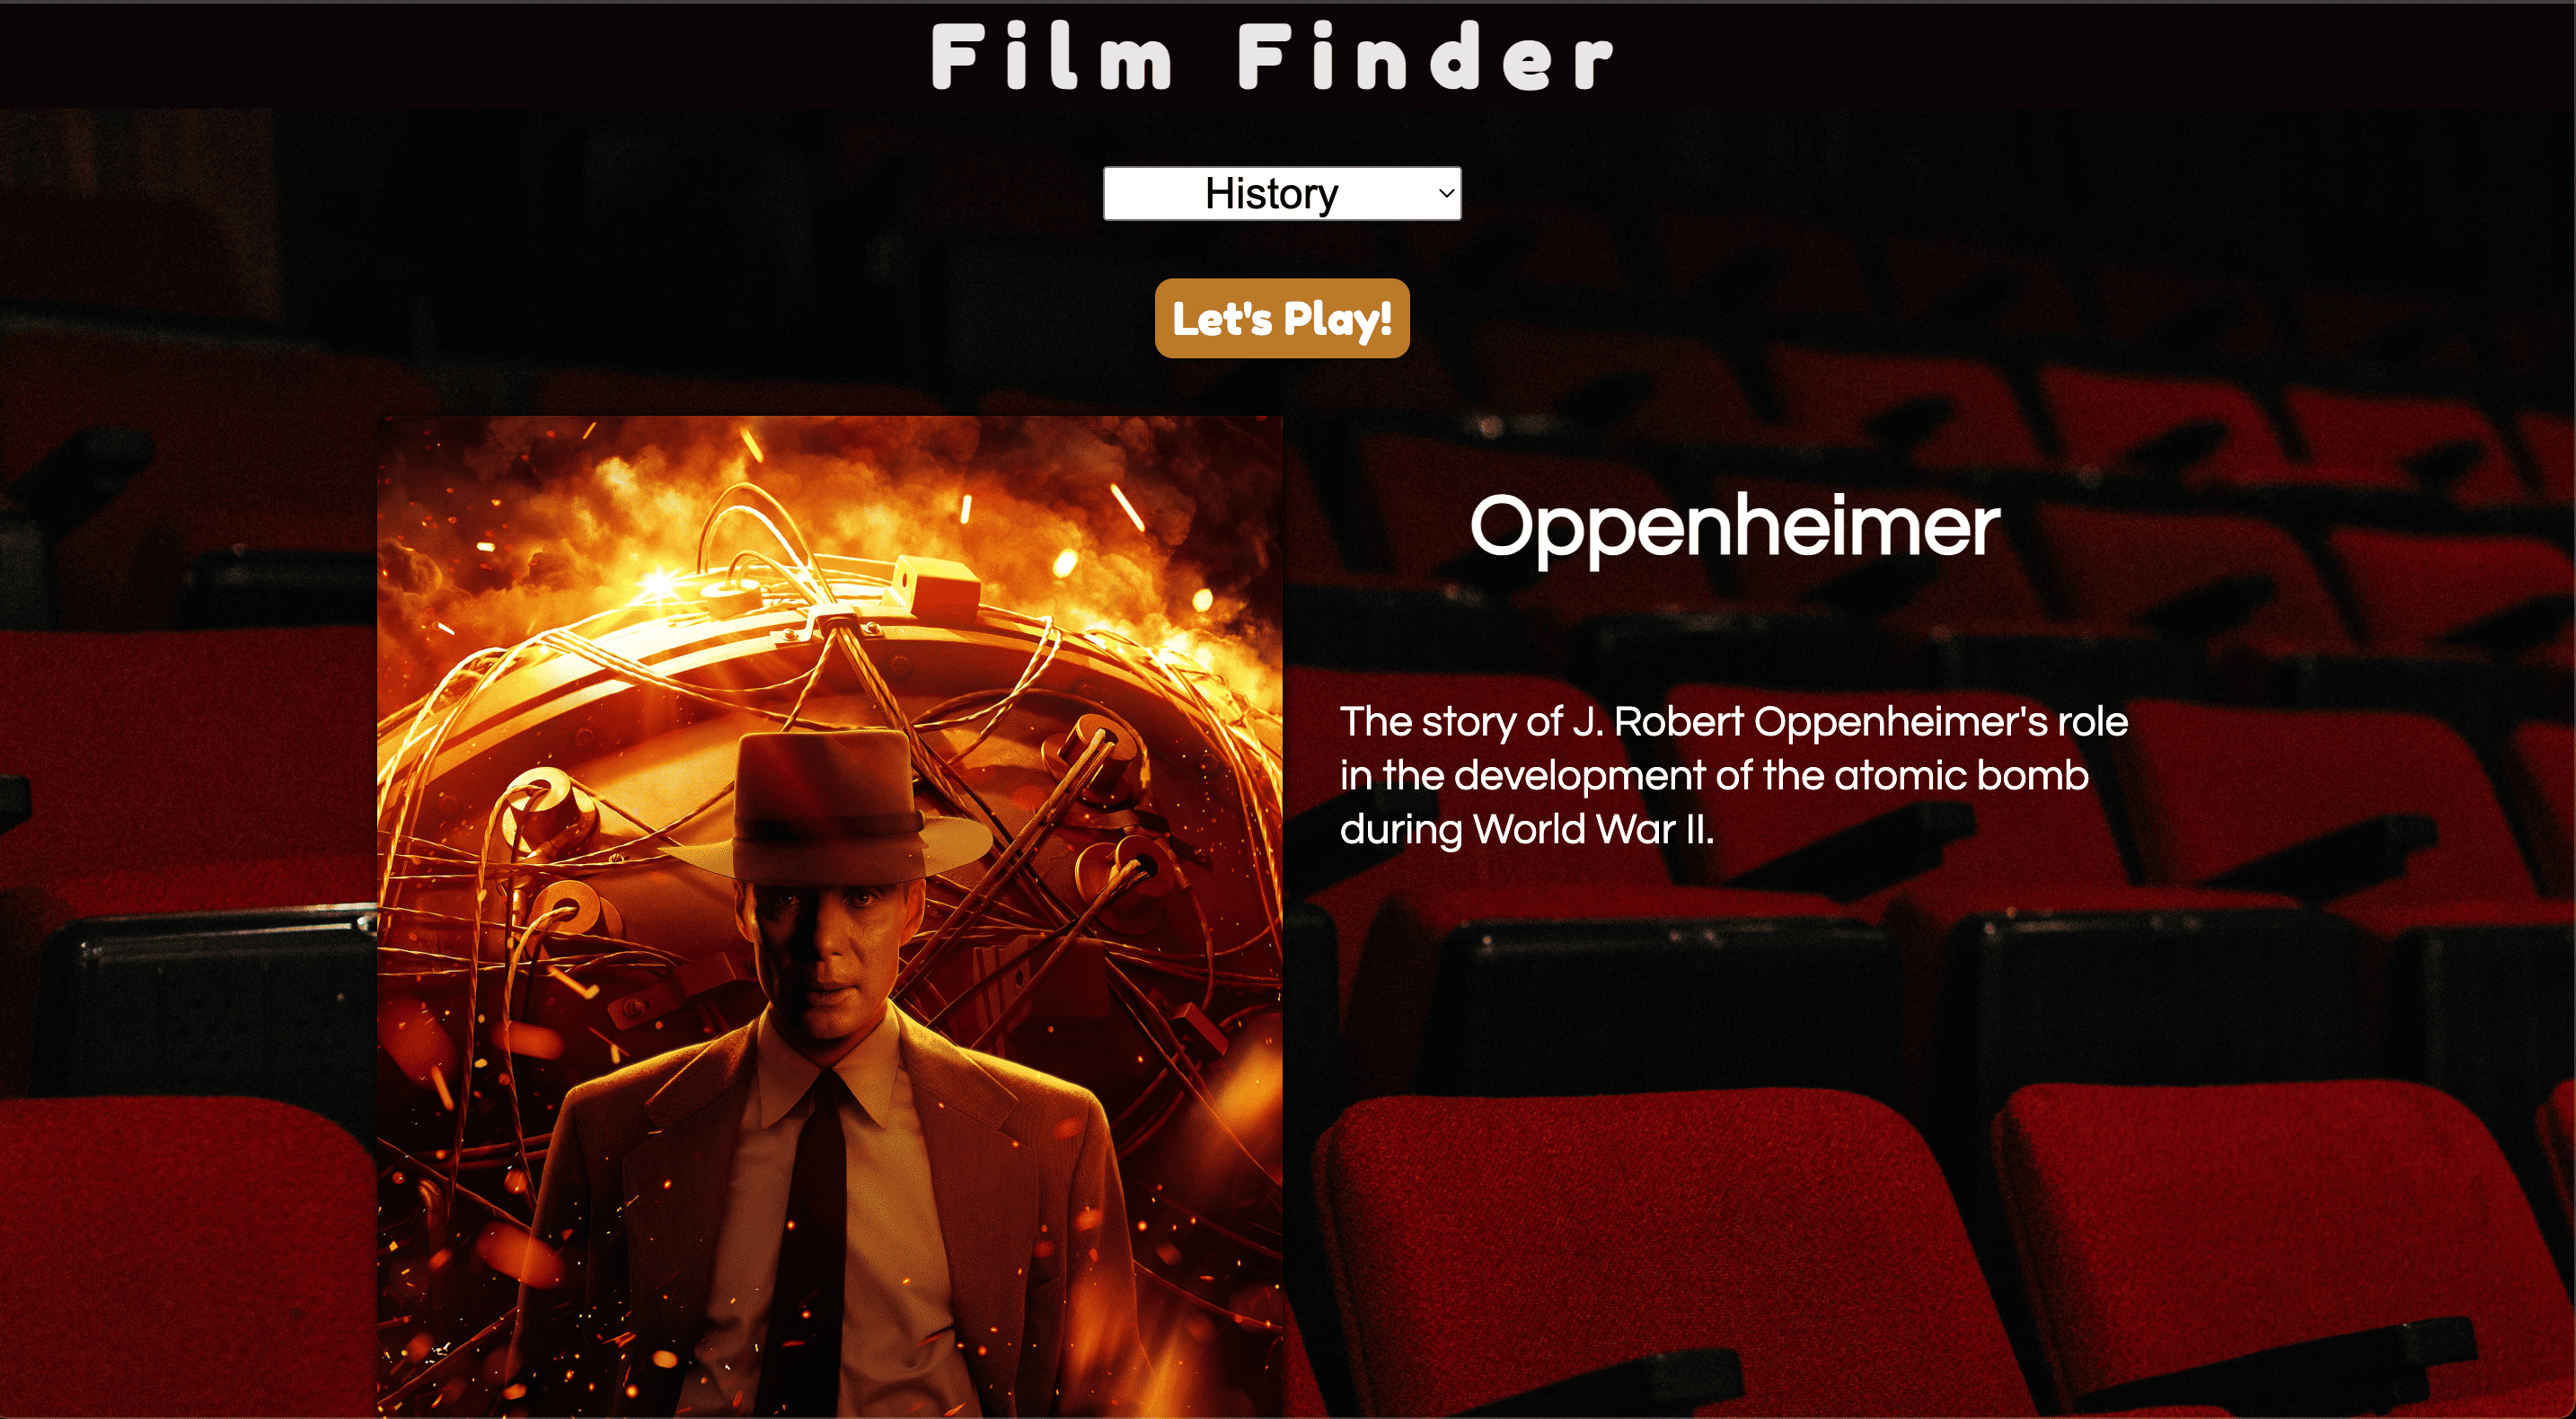 Film Finder
History
Let's Play!
Oppenheimer
The story of J. Robert Oppenheimer's role
in the development of the atomic bomb
during World War II.